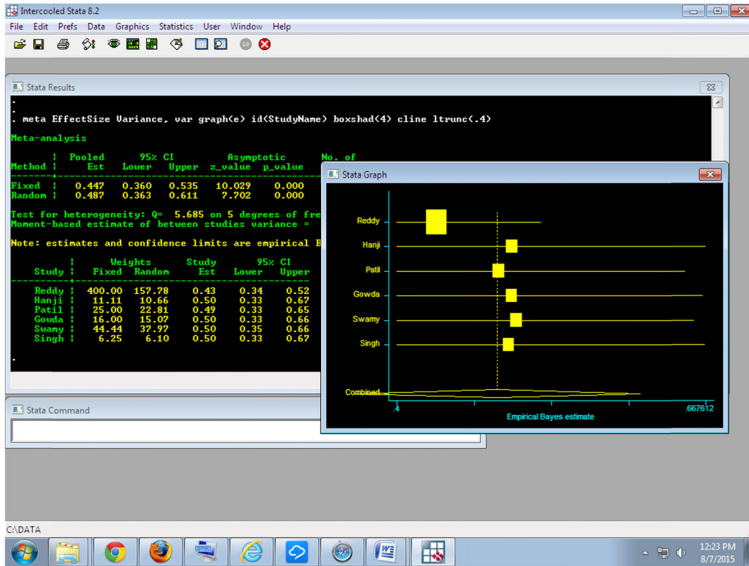 Intercooled Stata 8.2
File Edit Prefs Data Graphics Statistics User Window Help
Stata Results
.
.
. meta EffectSize Variance, var graph(e) id(StudyName) boxshad(4) cline ltrunc(.4)
Meta-analysis
| Pooled 95% CI Asymptotic No. of
Method | Est Lower Upper z_value p_value
Fixed | 0.447 0.360 0.535 10.029 0.000
Random | 0.487 0.363 0.611 7.702 0.000
Test for heterogeneity: Q= 5.685 on 5 degrees of fre
Moment-based estimate of between studies variance =
Note: estimates and confidence limits are empirical B
| Weights Study 95% CI
Study | Fixed Random Est Lower Upper
Reddy | 400.00 157.78 0.43 0.34 0.52
Hanji | 11.11 10.66 0.50 0.33 0.67
Patil | 25.00 22.81 0.49 0.33 0.65
Gowda | 16.00 15.07 0.50 0.33 0.66
Swamy | 44.44 37.97 0.50 0.35 0.66
Singh | 6.25 6.10 0.50 0.33 0.67
.
Stata Graph
Reddy
Hanji
Patil
Gowda
Swamy
Singh
Combined
.4 .667612
Empirical Bayes estimate
Stata Command
C:\DATA
12:23 PM
8/7/2015